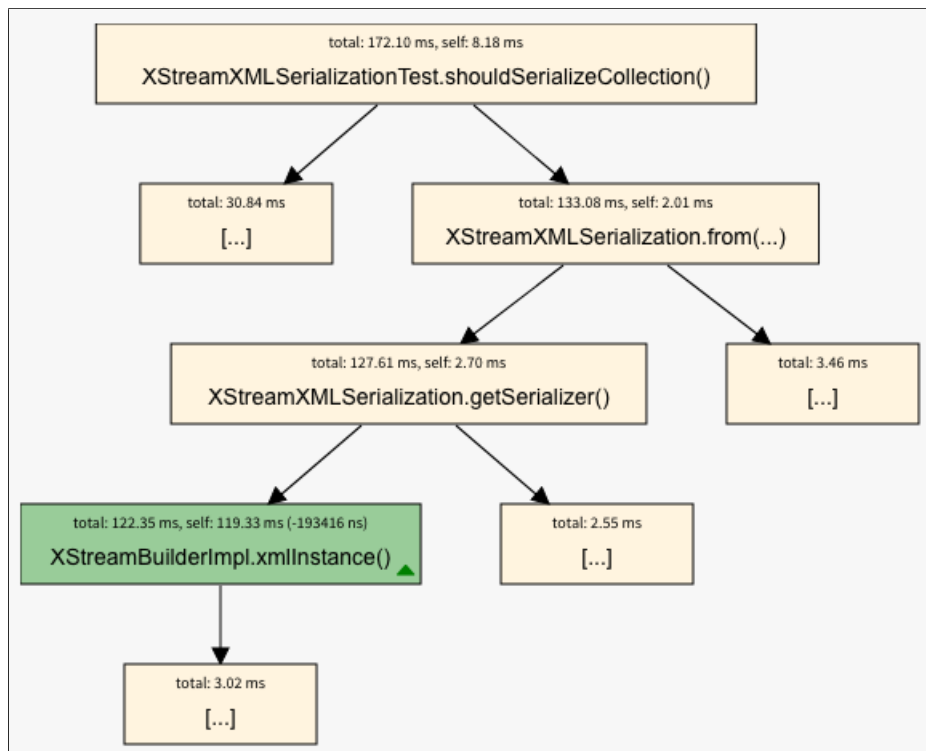 total: 172.10 ms, self: 8.18 ms
XStreamXMLSerializationTest.shouldSerializeCollection()
total: 30.84 ms
[...]
total: 133.08 ms, self: 2.01 ms
XStreamXMLSerialization.from(...)
total: 127.61 ms, self: 2.70 ms
XStreamXMLSerialization.getSerializer()
total: 3.46 ms
[...]
total: 122.35 ms, self: 119.33 ms (-193416 ns)
XStreamBuilderImpl.xmlInstance()
total: 2.55 ms
[...]
total: 3.02 ms
[...]